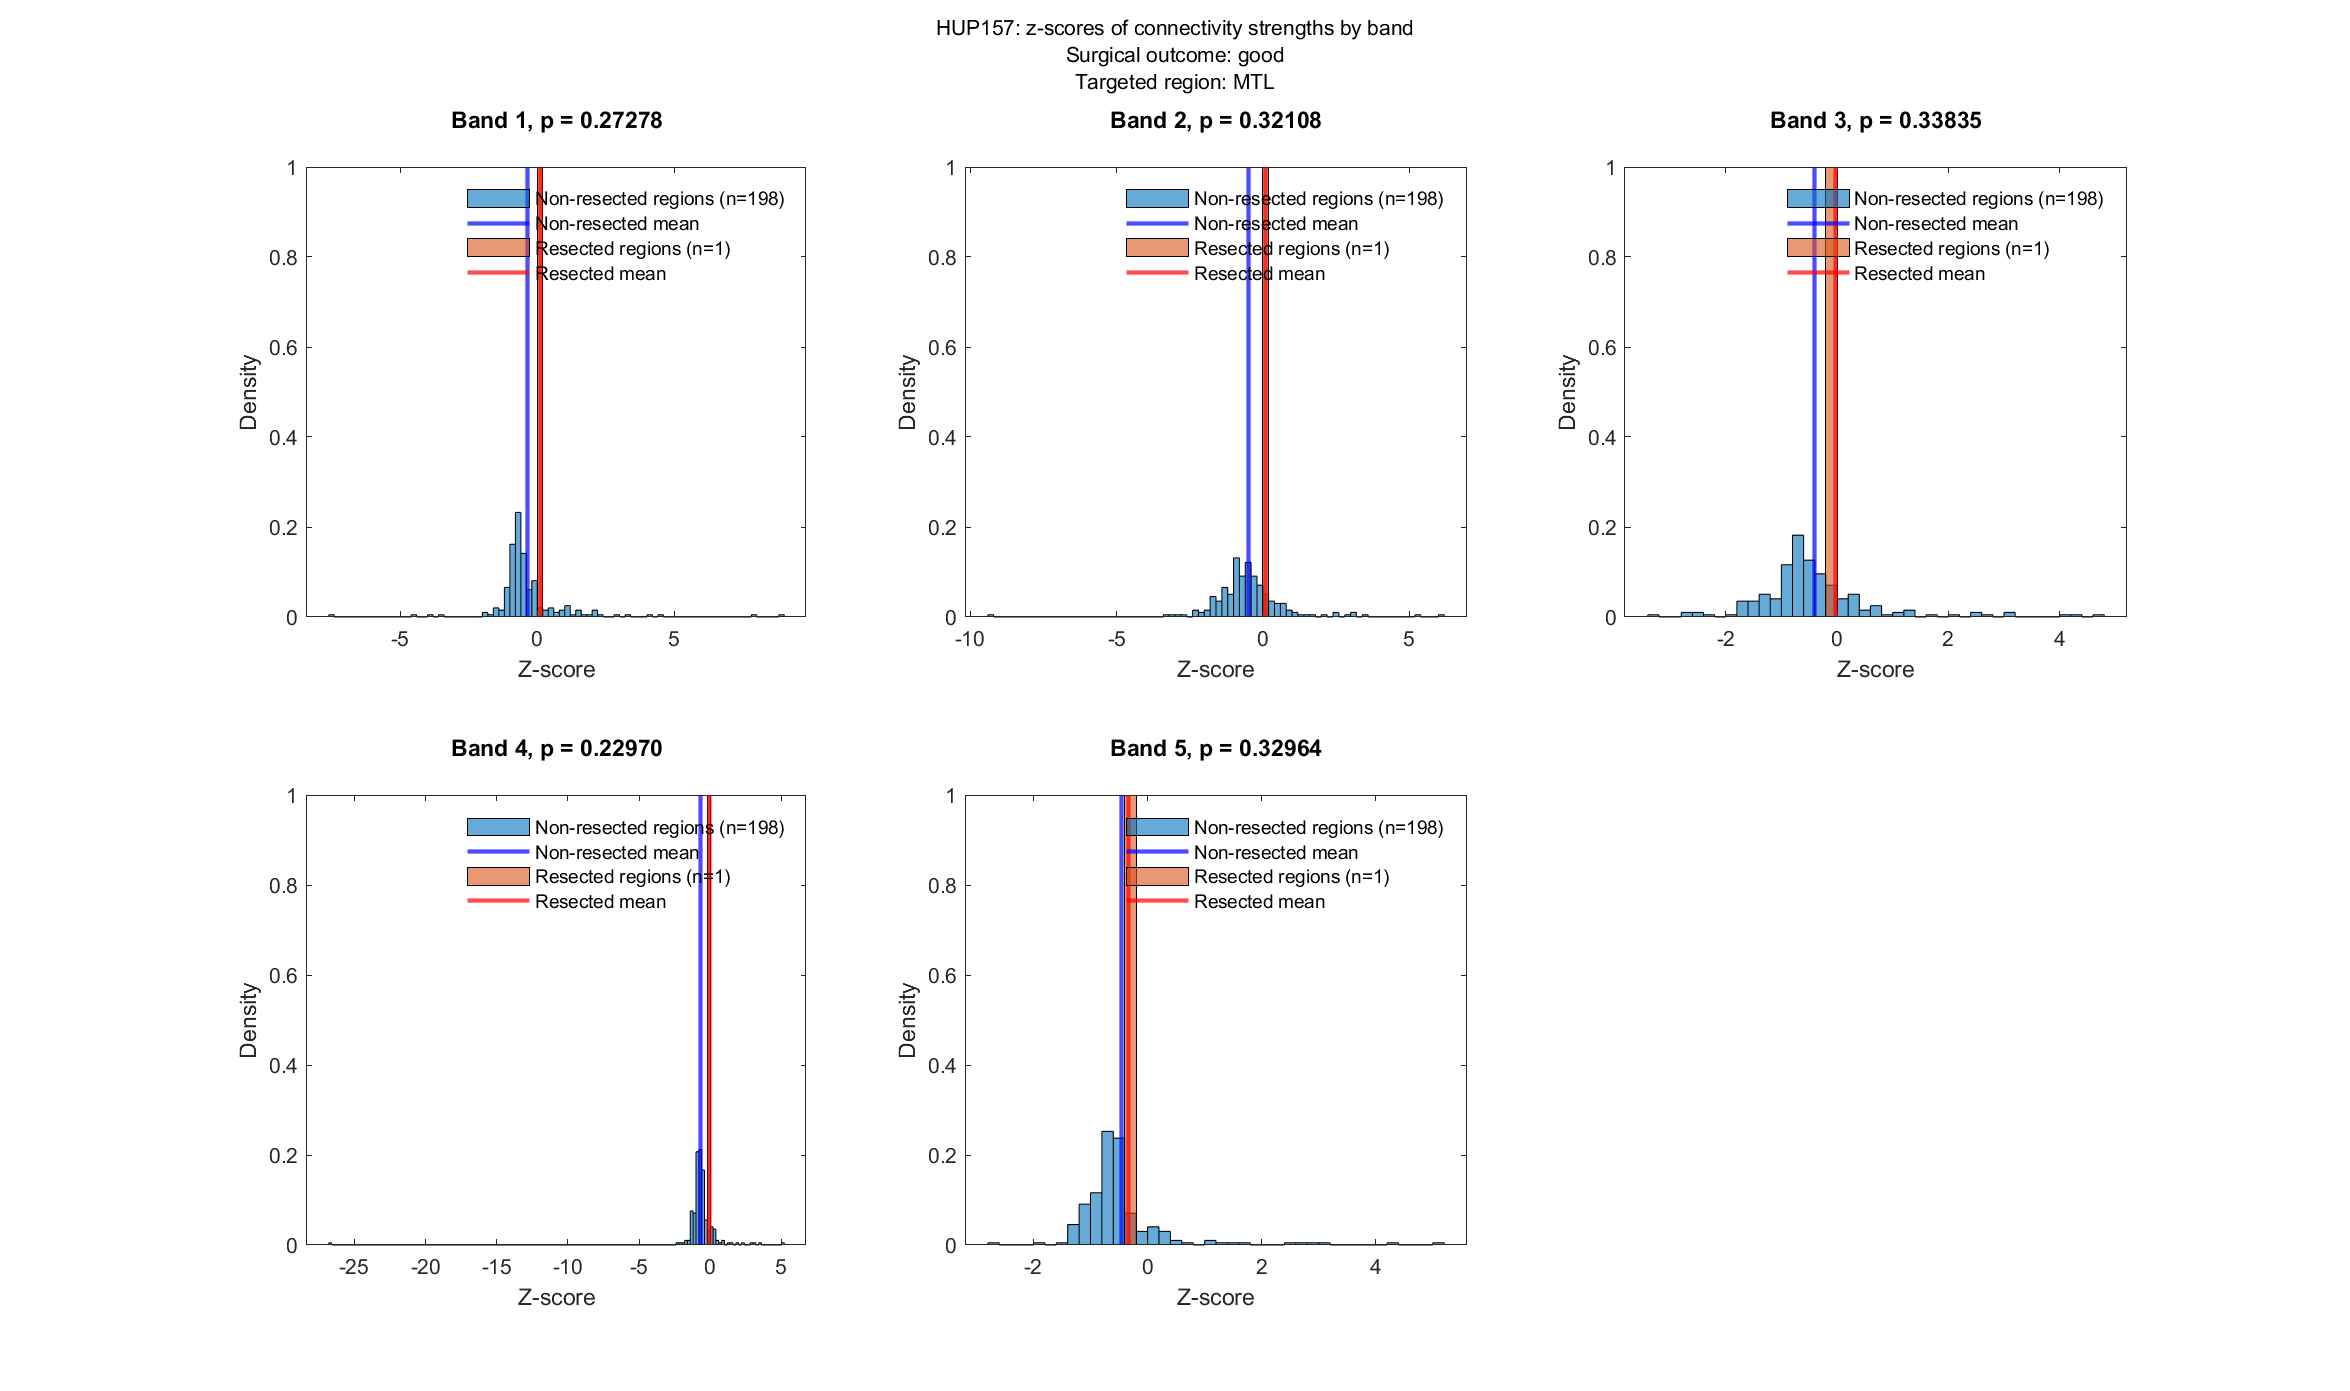 HUP157: z-scores of connectivity strengths by band
Surgical outcome: good
Targeted region: MTL
Band 1, p = 0.27278
1
0.8
0.6
0.4
0.2
0
Density
Non-resected regions (n=198)
Non-resected mean
Resected regions (n=1)
Resected mean
-5
0
5
Z-score
Band 2, p = 0.32108
1
0.8
0.6
0.4
0.2
0
Density
Non-resected regions (n=198)
Non-resected mean
Resected regions (n=1)
Resected mean
-10
-5
0
5
Z-score
Band 3, p = 0.33835
1
0.8
0.6
0.4
0.2
0
Density
Non-resected regions (n=198)
Non-resected mean
Resected regions (n=1)
Resected mean
-2
0
2
4
Z-score
Band 4, p = 0.22970
1
0.8
0.6
0.4
0.2
0
Density
Non-resected regions (n=198)
Non-resected mean
Resected regions (n=1)
Resected mean
-25
-20
-15
-10
-5
0
5
Z-score
Band 5, p = 0.32964
1
0.8
0.6
0.4
0.2
0
Density
Non-resected regions (n=198)
Non-resected mean
Resected regions (n=1)
Resected mean
-2
0
2
4
Z-score